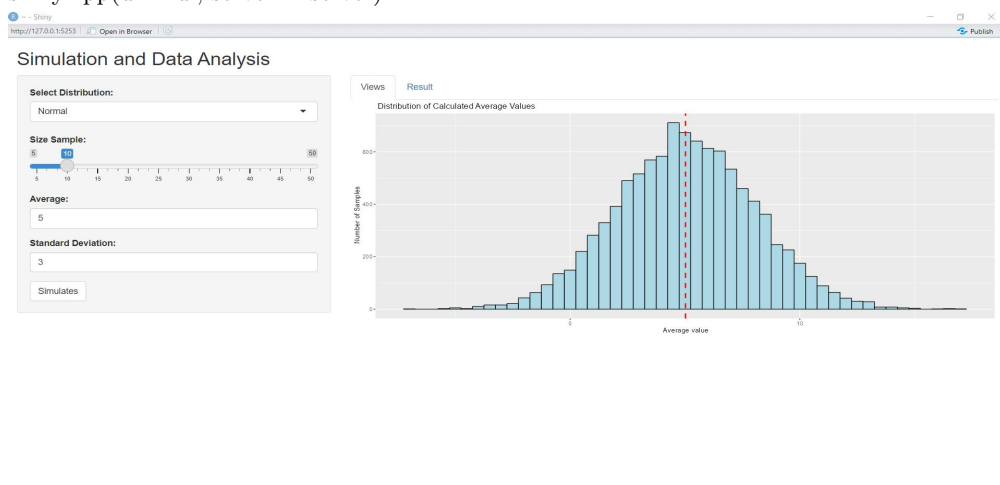 ~ - Shiny
http://127.0.0.1:5253 Open in Browser Publish
Simulation and Data Analysis
Select Distribution:
Normal
Size Sample:
5 10 50
5 10 15 20 25 30 35 40 45 50
Average:
5
Standard Deviation:
3
Simulates
Views Result
Distribution of Calculated Average Values
Number of Samples
600
400
200
0
0 10
Average value